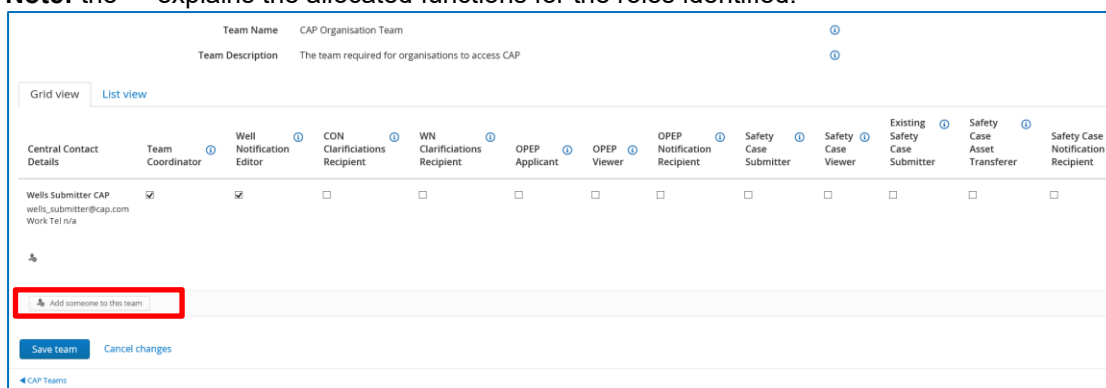 Note: the explains the allocated functions for the roles identified.
Team Name CAP Organisation Team
Team Description The team required for organisations to access CAP
Grid view List view
Central Contact Details Team Coordinator Well Notification Editor CON Clarificiations Recipient WN Clarificiations Recipient OPEP Applicant OPEP Viewer OPEP Notification Recipient Safety Case Submitter Safety Case Viewer Existing Safety Case Submitter Safety Case Asset Transferer Safety Case Notification Recipient
Wells Submitter CAP
wells_submitter@cap.com
Work Tel n/a
Add someone to this team
Save team Cancel changes
CAP Teams